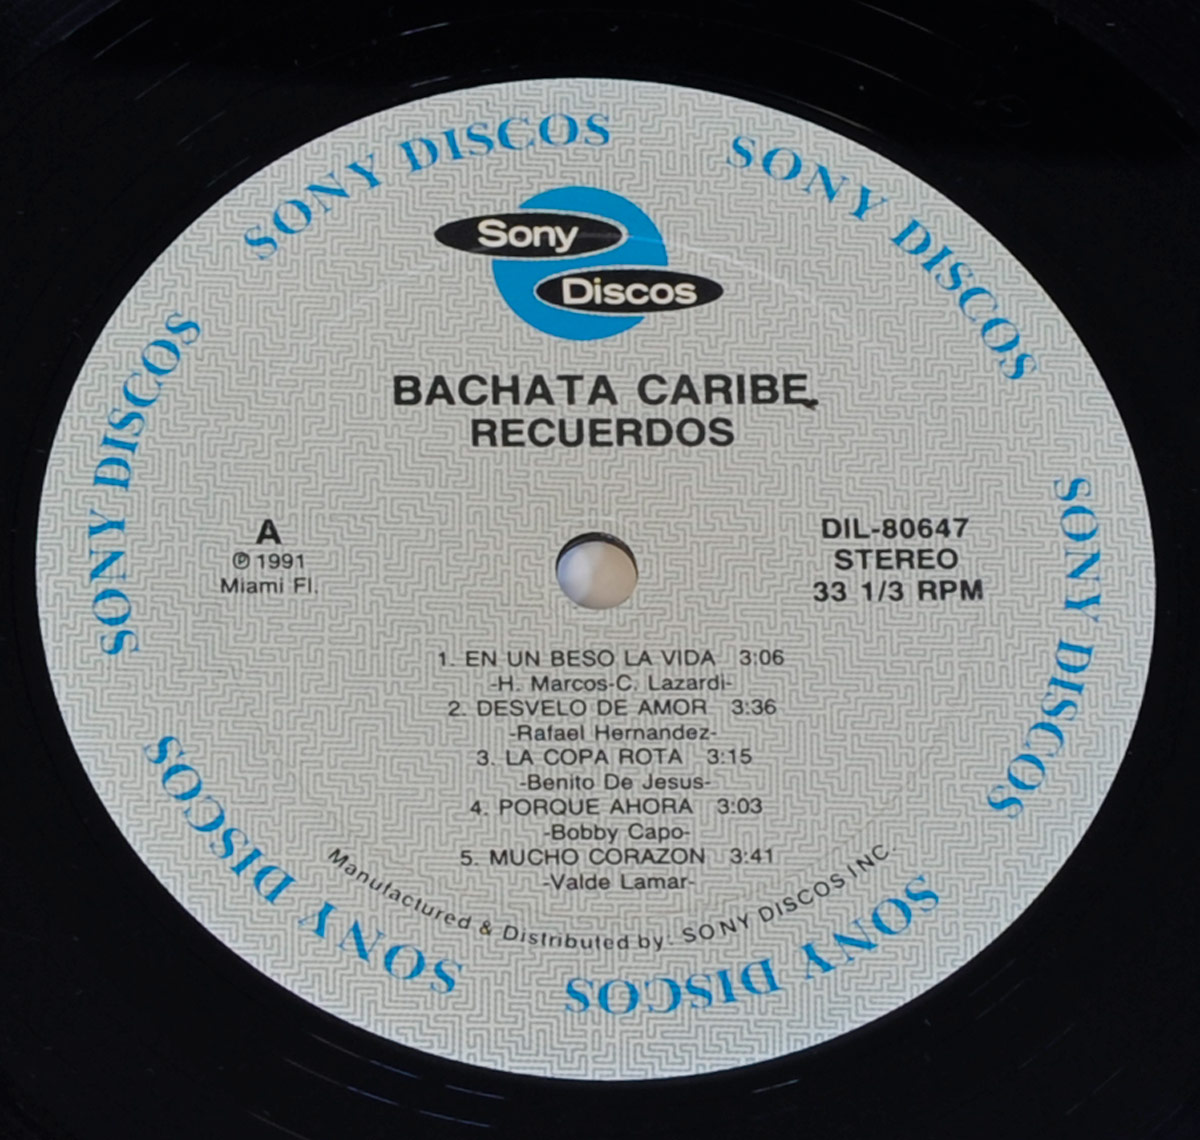 SONY DISCOS
SONY DISCOS
SONY DISCOS
SONY DISCOS
SONY DISCOS
SONY DISCOS
Sony
Discos
BACHATA CARIBE
RECUERDOS
A
℗ 1991
Miami Fl.
DIL-80647
STEREO
33 1/3 RPM
1. EN UN BESO LA VIDA 3:06
-H. Marcos-C. Lazardi-
2. DESVELO DE AMOR 3:36
-Rafael Hernandez-
3. LA COPA ROTA 3:15
-Benito De Jesus-
4. PORQUE AHORA 3:03
-Bobby Capo-
5. MUCHO CORAZON 3:41
-Valde Lamar-
Manufactured & Distributed by: SONY DISCOS INC.